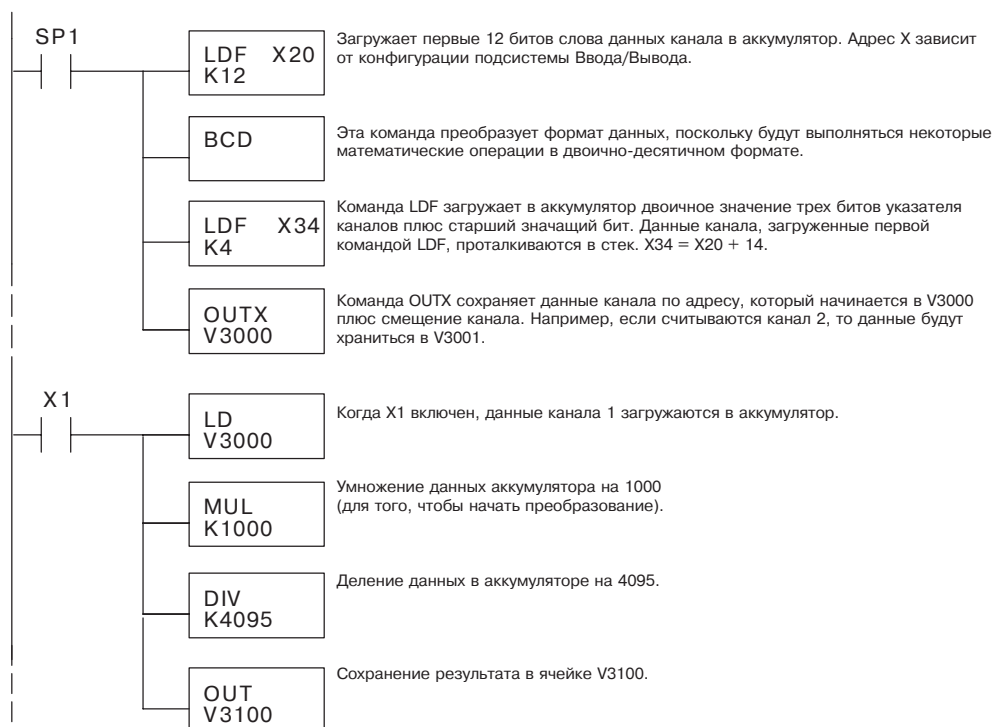 SP1
LDF X20
K12
Загружает первые 12 битов слова данных канала в аккумулятор. Адрес X зависит
от конфигурации подсистемы Ввода/Вывода.
BCD
Эта команда преобразует формат данных, поскольку будут выполняться некоторые
математические операции в двоично-десятичном формате.
LDF X34
K4
Команда LDF загружает в аккумулятор двоичное значение трех битов указателя
каналов плюс старший значащий бит. Данные канала, загруженные первой
командой LDF, проталкиваются в стек. X34 = X20 + 14.
OUTX
V3000
Команда OUTX сохраняет данные канала по адресу, который начинается в V3000
плюс смещение канала. Например, если считываются канал 2, то данные будут
храниться в V3001.
X1
LD
V3000
Когда X1 включен, данные канала 1 загружаются в аккумулятор.
MUL
K1000
Умножение данных аккумулятора на 1000
(для того, чтобы начать преобразование).
DIV
K4095
Деление данных в аккумуляторе на 4095.
OUT
V3100
Сохранение результата в ячейке V3100.